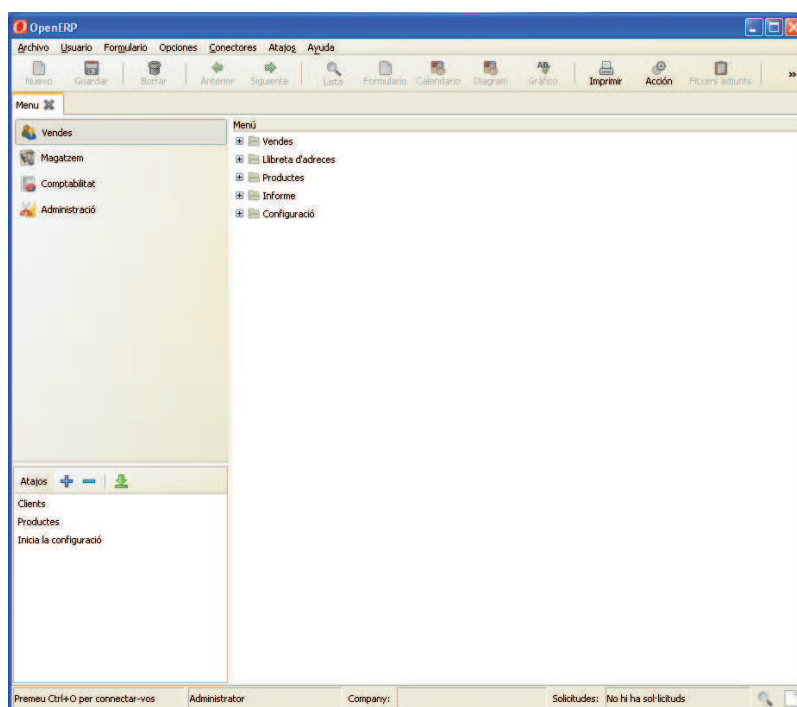 OpenERP
Archivo Usuario Formulario Opciones Conectores Atajos Ayuda
Nuevo Guardar Borrar Anterior Siguiente Lista Formulario Calendario Diagram Gráfico Imprimir Acción Fitxers adjunts »
Menu
Vendes
Magatzem
Comptabilitat
Administració
Menú
Vendes
Llibreta d'adreces
Productes
Informe
Configuració
Atajos
Clients
Productes
Inicia la configuració
Premeu Ctrl+O per connectar-vos Administrator Company: Solicitudes: No hi ha sol·licituds